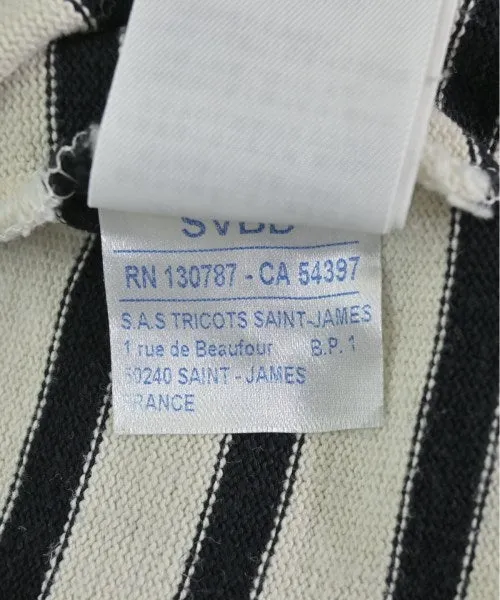 RN 130787 - CA 54397
S.A.S TRICOTS SAINT-JAMES
1 rue de Beaufour B.P. 1
50240 SAINT - JAMES
FRANCE